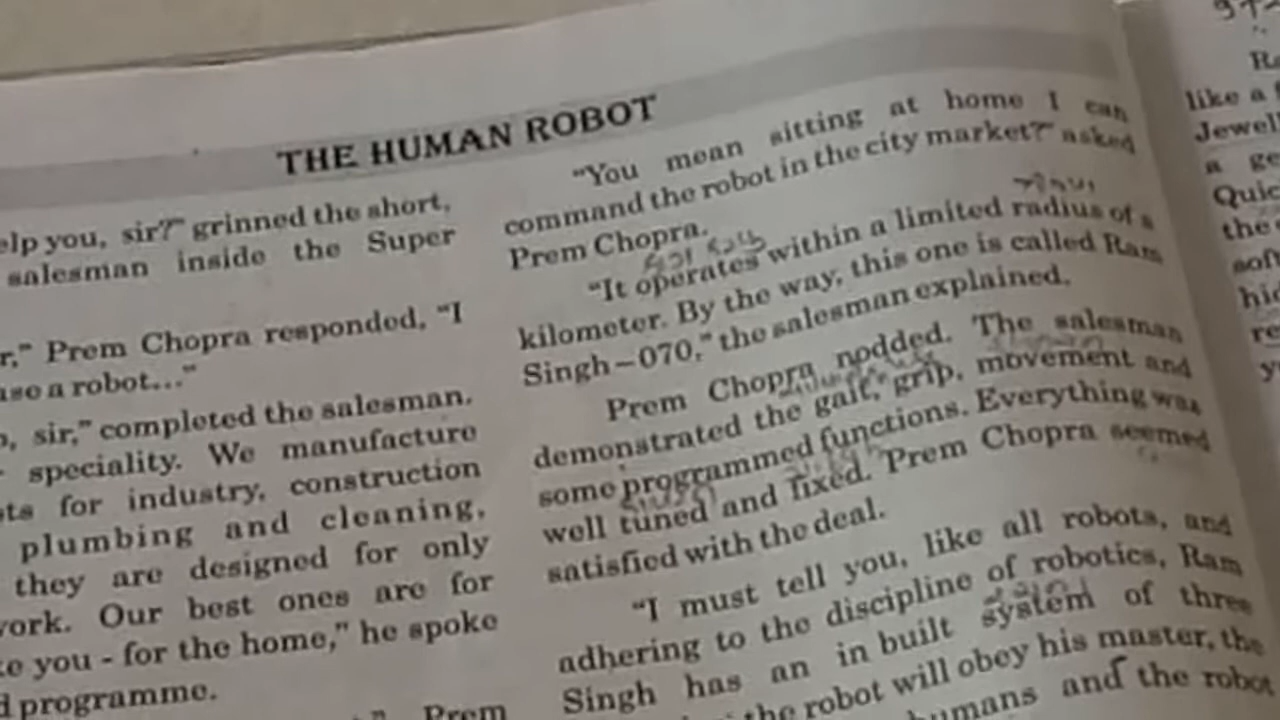 THE HUMAN ROBOT
elp you, sir?" grinned the short,
salesman inside the Super
r," Prem Chopra responded, "I
use a robot..."
o, sir," completed the salesman.
speciality. We manufacture
ts for industry, construction
plumbing and cleaning,
they are designed for only
work. Our best ones are for
ke you - for the home," he spoke
d programme.
Prem
"You mean sitting at home I can
command the robot in the city market?" asked
Prem Chopra.
"It operates within a limited radius of a
kilometer. By the way, this one is called Ram
Singh–070," the salesman explained.
Prem Chopra nodded. The salesman
demonstrated the gait, grip, movement and
some programmed functions. Everything was
well tuned and fixed. Prem Chopra seemed
satisfied with the deal.
"I must tell you, like all robots, and
adhering to the discipline of robotics, Ram
Singh has an in built system of three
the robot will obey his master, the
humans and the robot
like a
Jewel
a ge
Quic
the
soft
hid
re
y